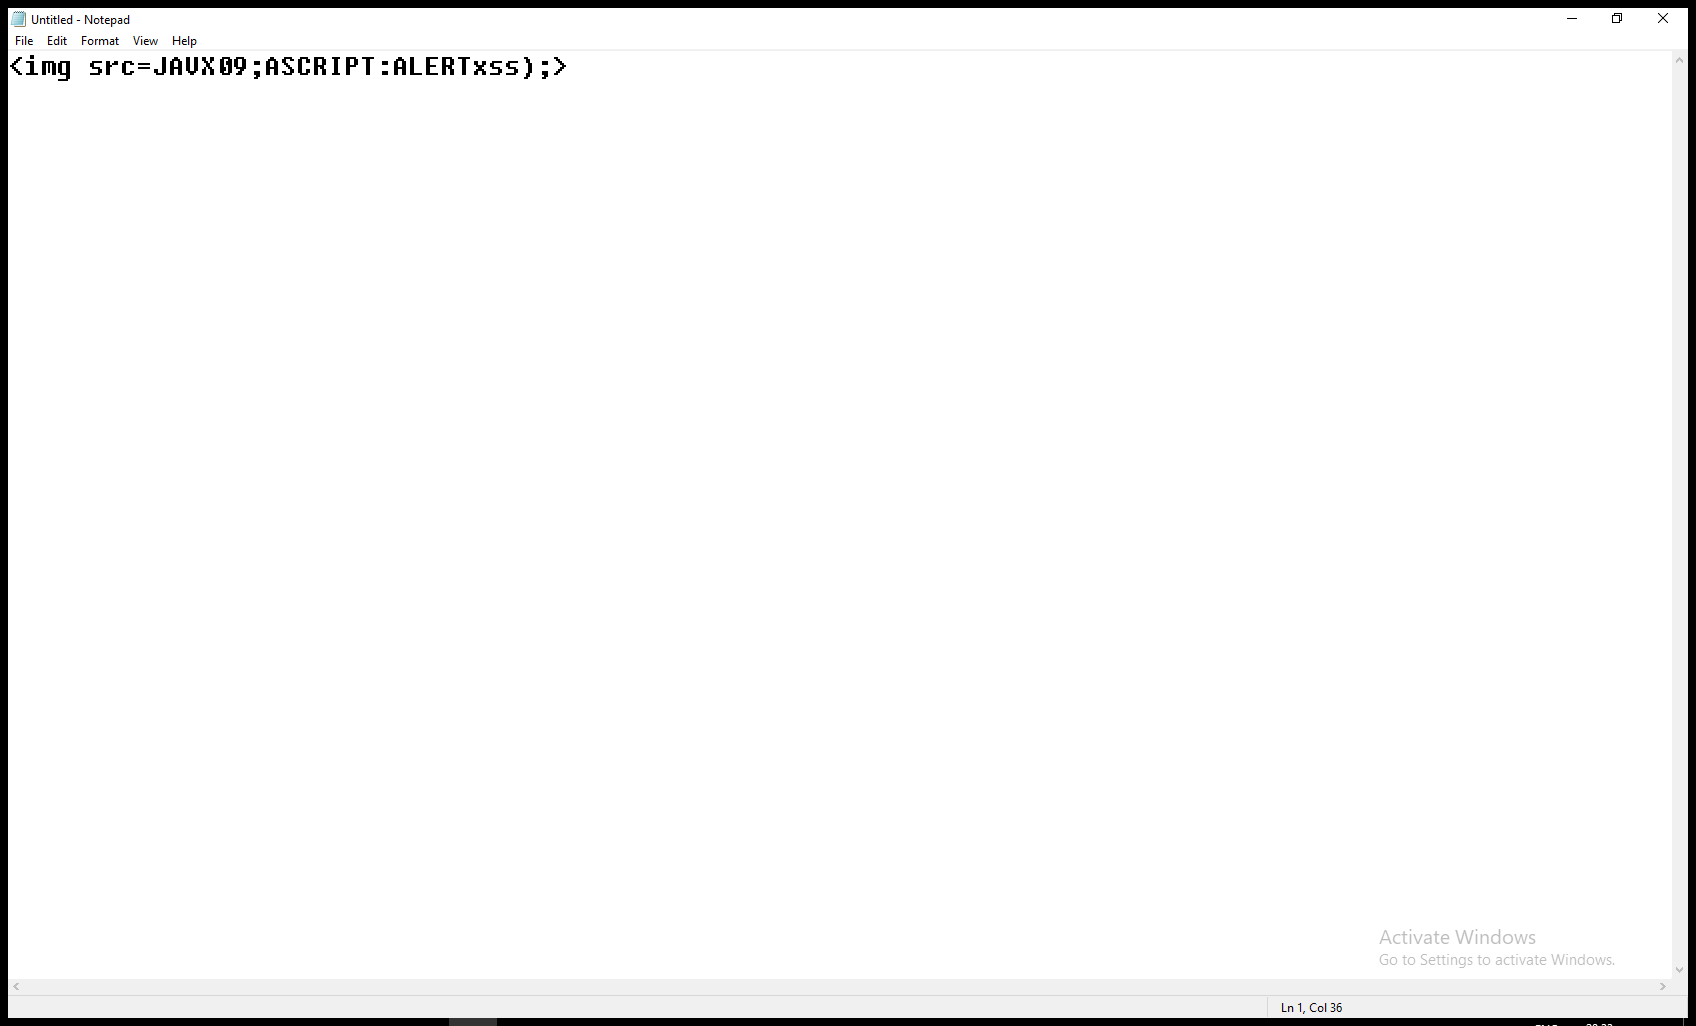 Untitled - Notepad
File Edit Format View Help
<img src=JAVX09;ASCRIPT:ALERTxss);>
Activate Windows
Go to Settings to activate Windows.
Ln 1, Col 36